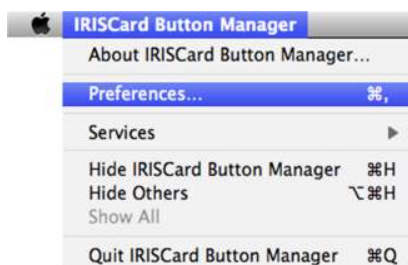 IRISCard Button Manager
About IRISCard Button Manager...
Preferences... ⌘,
Services ▶
Hide IRISCard Button Manager ⌘H
Hide Others ⌥⌘H
Show All
Quit IRISCard Button Manager ⌘Q